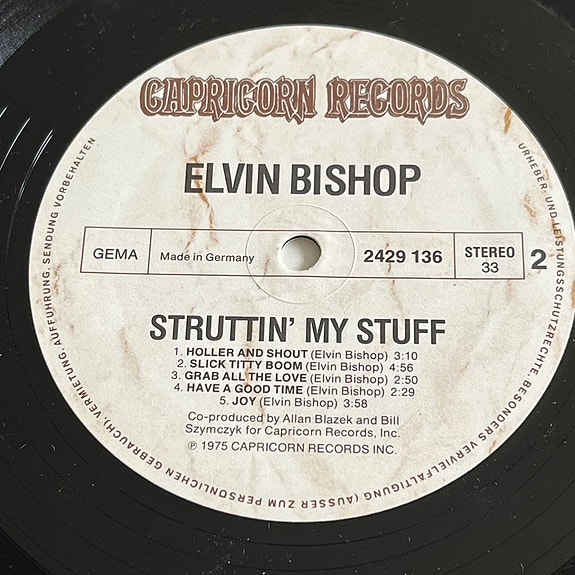 CAPRICORN RECORDS
ELVIN BISHOP
GEMA
Made in Germany
2429 136
STEREO
33
2
STRUTTIN' MY STUFF
1. HOLLER AND SHOUT (Elvin Bishop) 3:10
2. SLICK TITTY BOOM (Elvin Bishop) 4:56
3. GRAB ALL THE LOVE (Elvin Bishop) 2:50
4. HAVE A GOOD TIME (Elvin Bishop) 2:29
5. JOY (Elvin Bishop) 3:58
Co-produced by Allan Blazek and Bill
Szymczyk for Capricorn Records, Inc.
℗ 1975 CAPRICORN RECORDS INC.
URHEBER- UND LEISTUNGSSCHUTZRECHTE, BESONDERS VERVIELFÄLTIGUNG (AUSSER ZUM PERSÖNLICHEN GEBRAUCH), VERMIETUNG, AUFFÜHRUNG, SENDUNG VORBEHALTEN